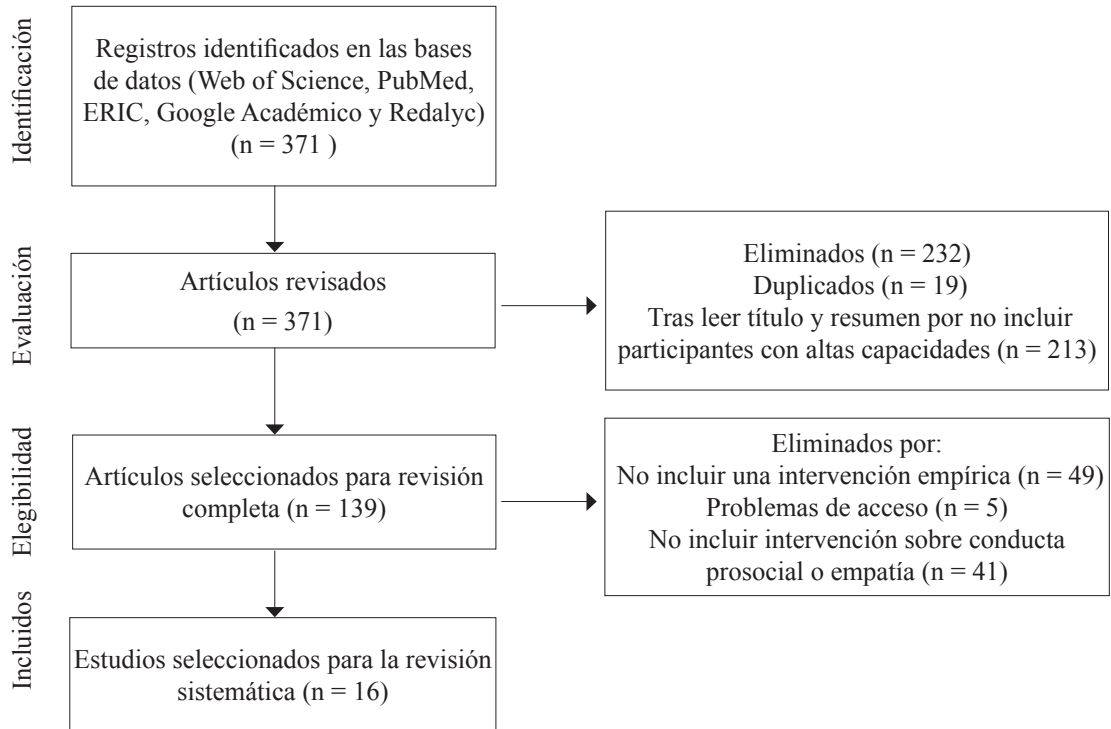 Identificación
Registros identificados en las bases
de datos (Web of Science, PubMed,
ERIC, Google Académico y Redalyc)
(n = 371 )
Evaluación
Artículos revisados
(n = 371)
Eliminados (n = 232)
Duplicados (n = 19)
Tras leer título y resumen por no incluir
participantes con altas capacidades (n = 213)
Elegibilidad
Artículos seleccionados para revisión
completa (n = 139)
Eliminados por:
No incluir una intervención empírica (n = 49)
Problemas de acceso (n = 5)
No incluir intervención sobre conducta
prosocial o empatía (n = 41)
Incluidos
Estudios seleccionados para la revisión
sistemática (n = 16)